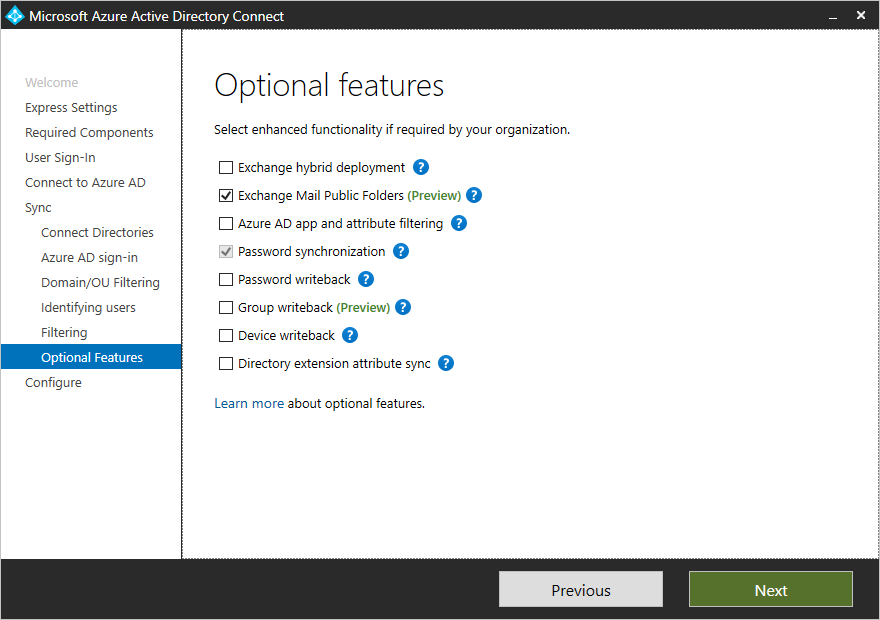 Microsoft Azure Active Directory Connect
Welcome
Express Settings
Required Components
User Sign-In
Connect to Azure AD
Sync
Connect Directories
Azure AD sign-in
Domain/OU Filtering
Identifying users
Filtering
Optional Features
Configure
Optional features
Select enhanced functionality if required by your organization.
Exchange hybrid deployment ?
Exchange Mail Public Folders (Preview) ?
Azure AD app and attribute filtering ?
Password synchronization ?
Password writeback ?
Group writeback (Preview) ?
Device writeback ?
Directory extension attribute sync ?
Learn more about optional features.
Previous
Next